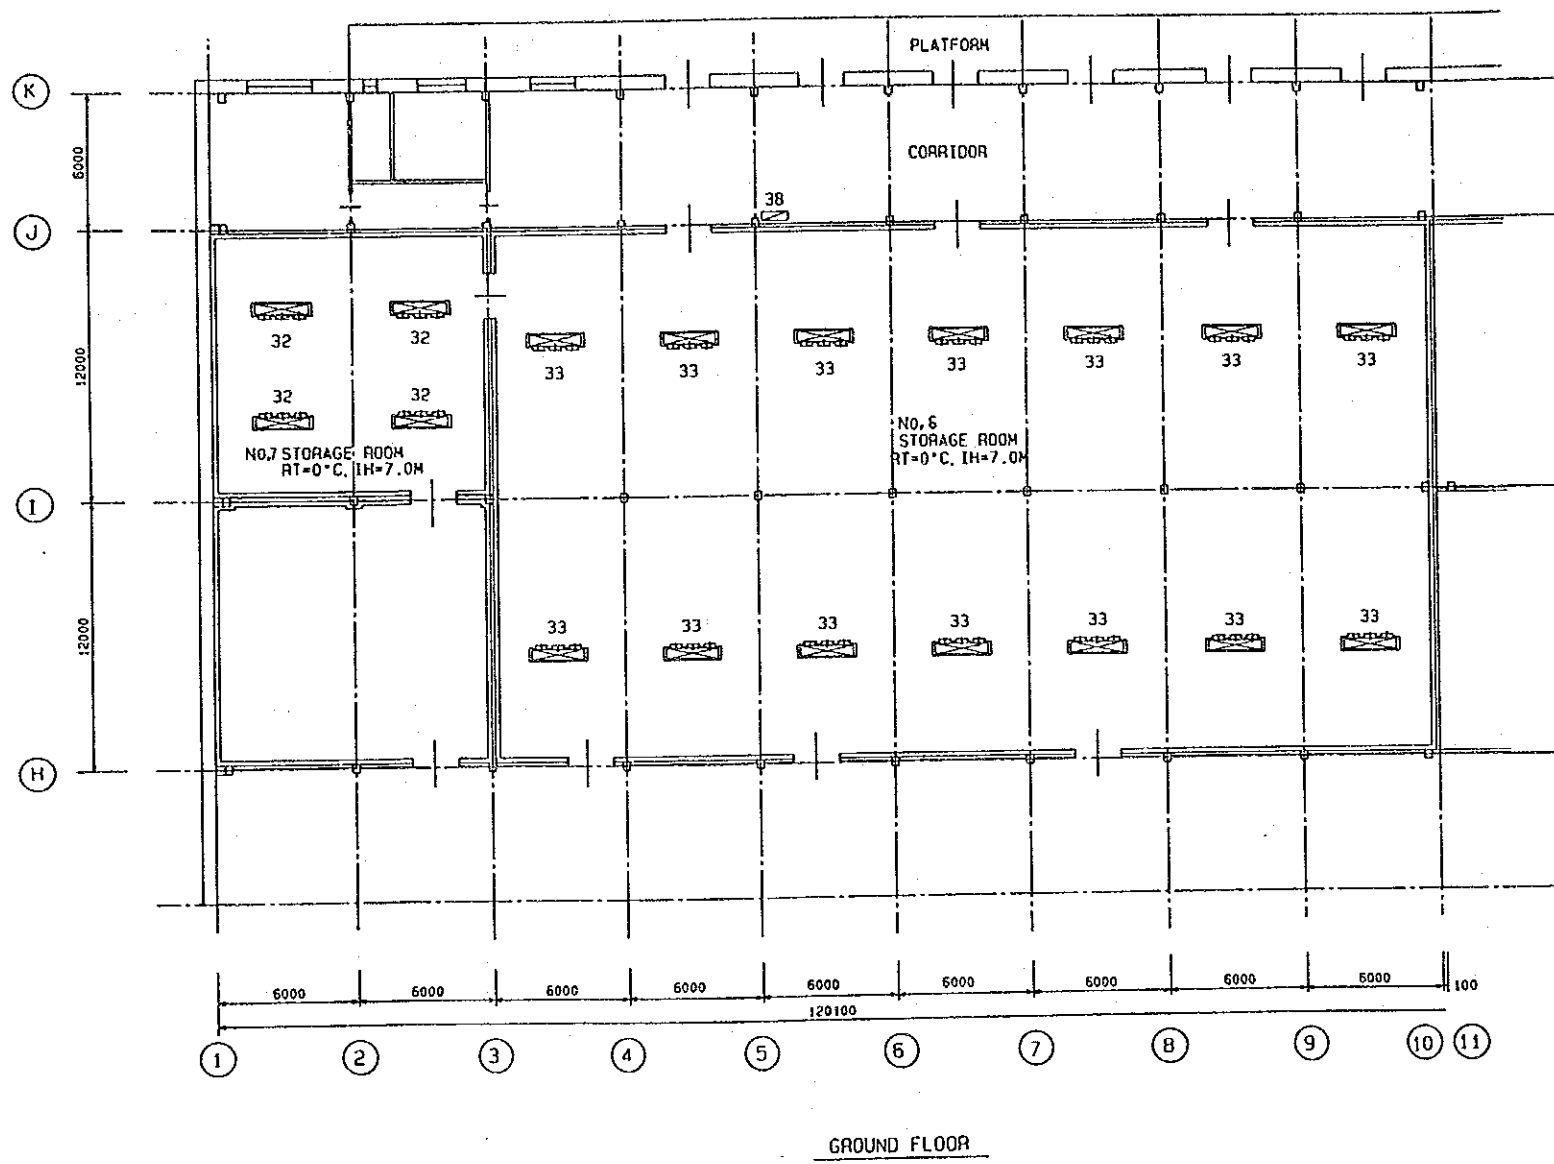 PLATFORM
K
CORRIDOR
6000
38
J
32 32
33 33 33 33 33 33 33
12000
32 32
NO,6
STORAGE ROOM
RT=0°C, IH=7.0M
NO,7 STORAGE ROOM
RT=0°C, IH=7.0M
I
12000
33 33 33 33 33 33 33
H
6000 6000 6000 6000 6000 6000 6000 6000 6000 100
120100
1 2 3 4 5 6 7 8 9 10 11
GROUND FLOOR